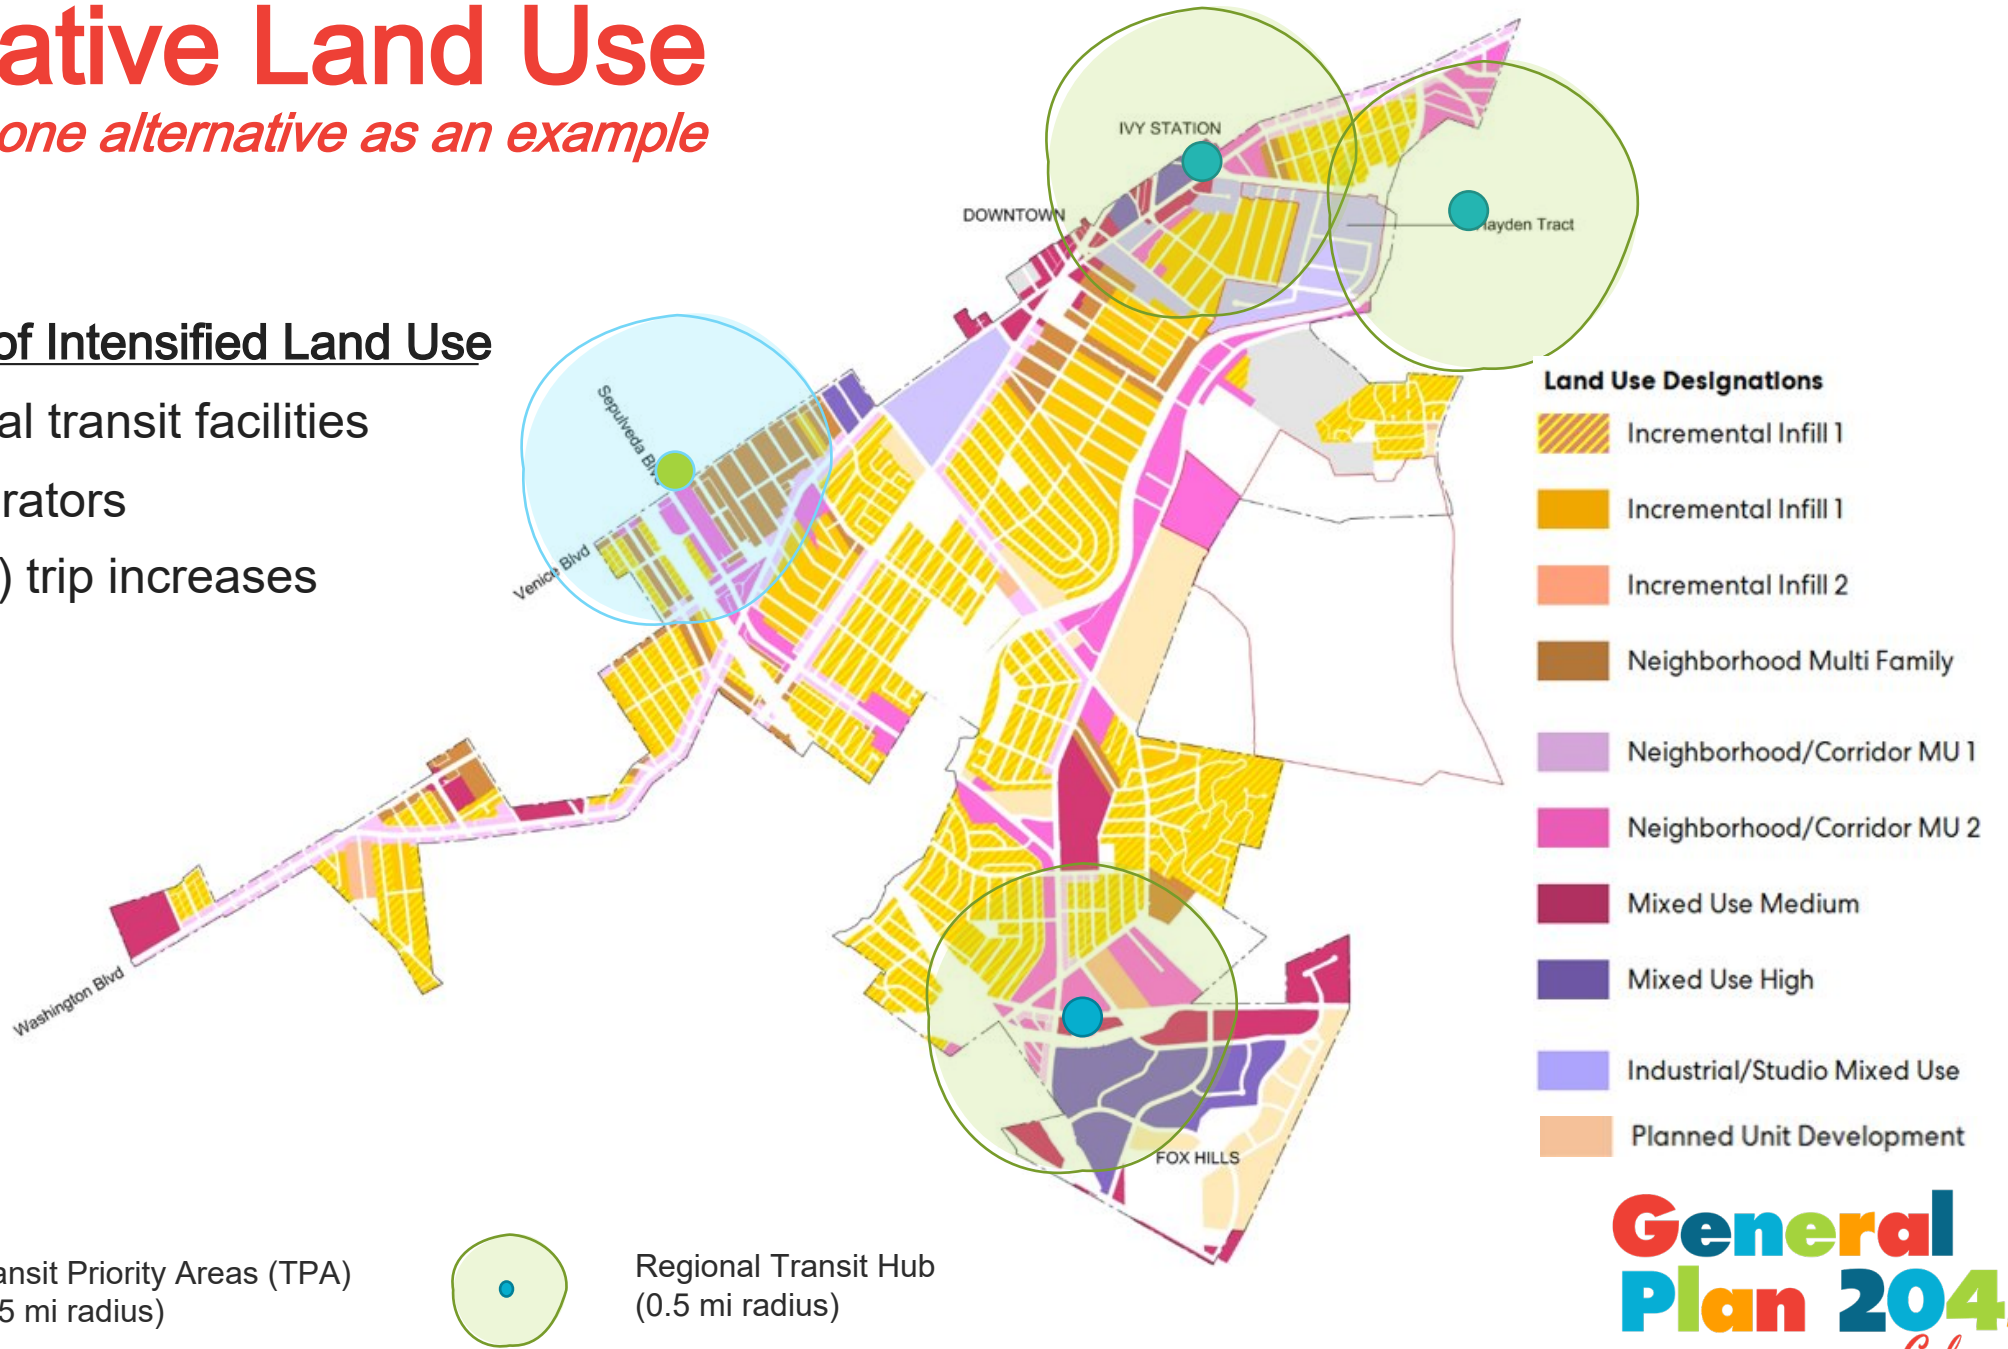 ative Land Use
one alternative as an example
of Intensified Land Use
al transit facilities
rators
) trip increases
IVY STATION
DOWNTOWN
ayden Tract
Sepulveda Blv
Venice Blvd
Washington Blvd
FOX HILLS
Land Use Designations
Incremental Infill 1
Incremental Infill 1
Incremental Infill 2
Neighborhood Multi Family
Neighborhood/Corridor MU 1
Neighborhood/Corridor MU 2
Mixed Use Medium
Mixed Use High
Industrial/Studio Mixed Use
Planned Unit Development
ansit Priority Areas (TPA)
5 mi radius)
Regional Transit Hub
(0.5 mi radius)
General
Plan 204